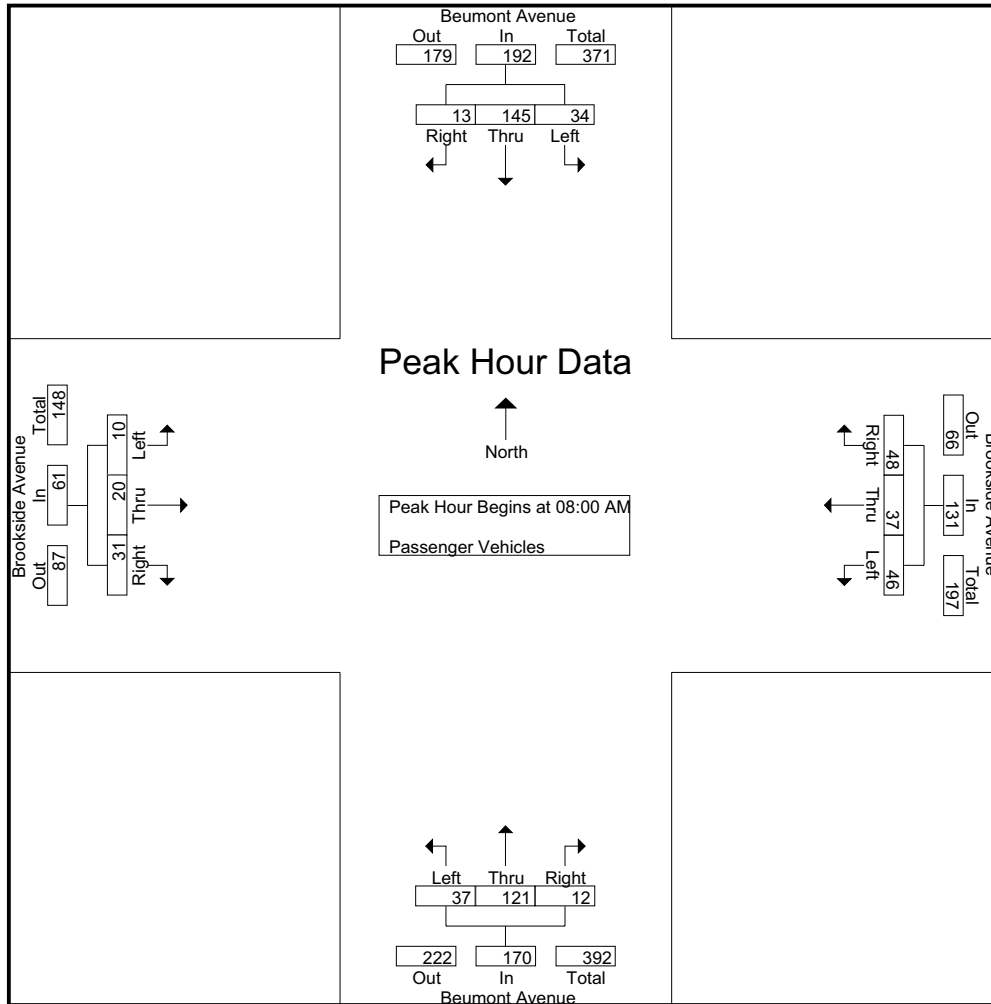 Beumont Avenue
Out In Total
179 192 371
13 145 34
Right Thru Left
Peak Hour Data
North
Peak Hour Begins at 08:00 AM
Passenger Vehicles
Brookside Avenue
Out In Total
87 61 148
10 20 31
Left Thru Right
Brookside Avenue
Out In Total
66 131 197
48 37 46
Right Thru Left
Left Thru Right
37 121 12
222 170 392
Out In Total
Beumont Avenue